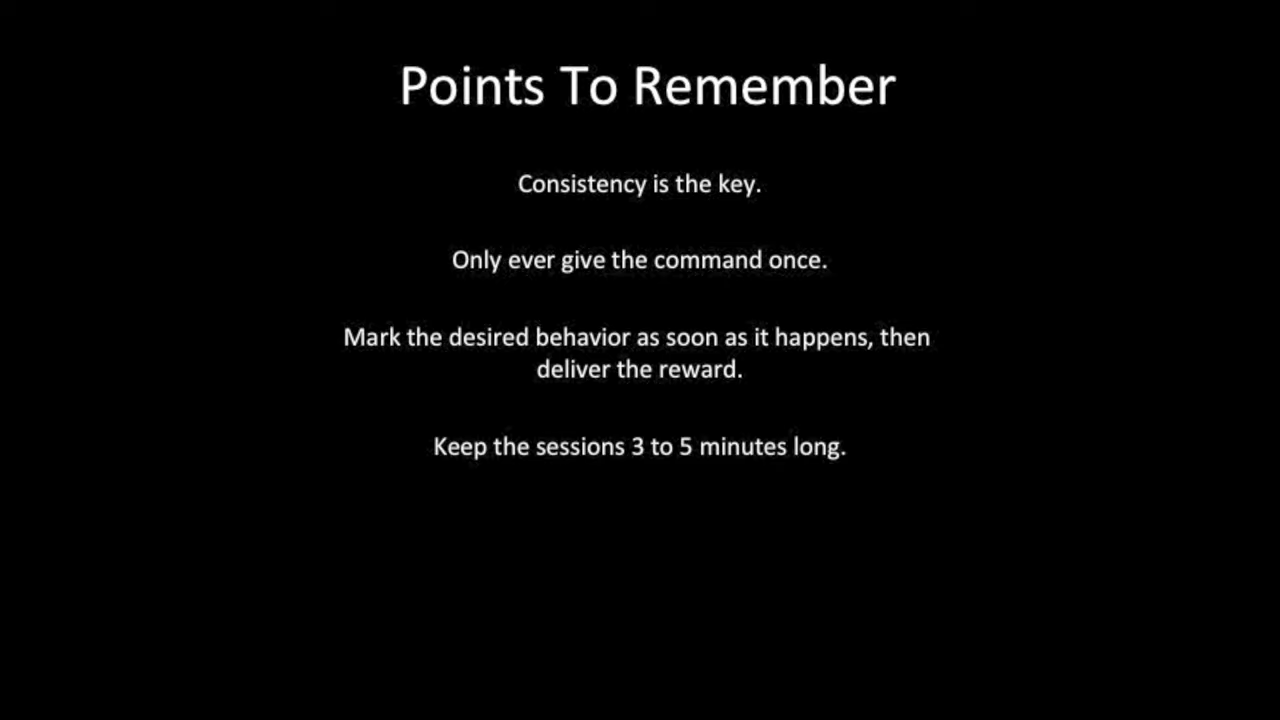 Points To Remember
Consistency is the key.
Only ever give the command once.
Mark the desired behavior as soon as it happens, then
deliver the reward.
Keep the sessions 3 to 5 minutes long.